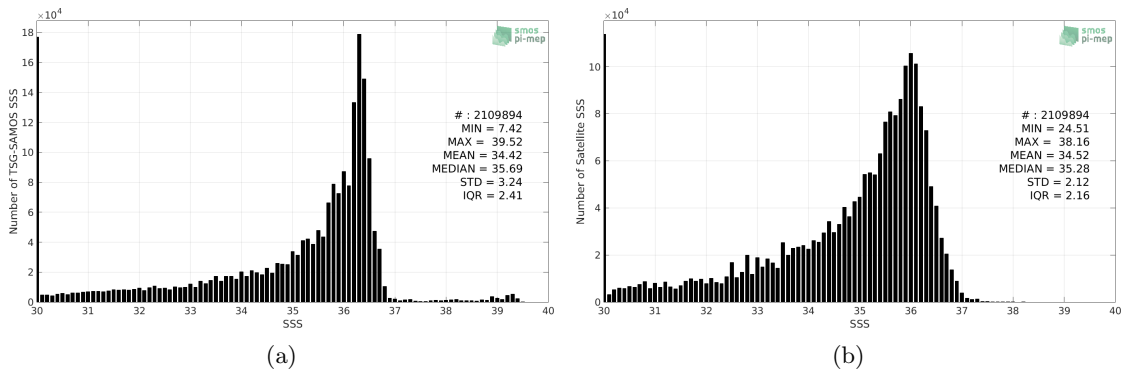 ×10⁴
smos
pi-mep
Number of TSG-SAMOS SSS
18
16
14
12
10
8
6
4
2
0
# : 2109894
MIN = 7.42
MAX = 39.52
MEAN = 34.42
MEDIAN = 35.69
STD = 3.24
IQR = 2.41
30 31 32 33 34 35 36 37 38 39 40
SSS
(a)
×10⁴
smos
pi-mep
Number of Satellite SSS
10
8
6
4
2
0
# : 2109894
MIN = 24.51
MAX = 38.16
MEAN = 34.52
MEDIAN = 35.28
STD = 2.12
IQR = 2.16
30 31 32 33 34 35 36 37 38 39 40
SSS
(b)